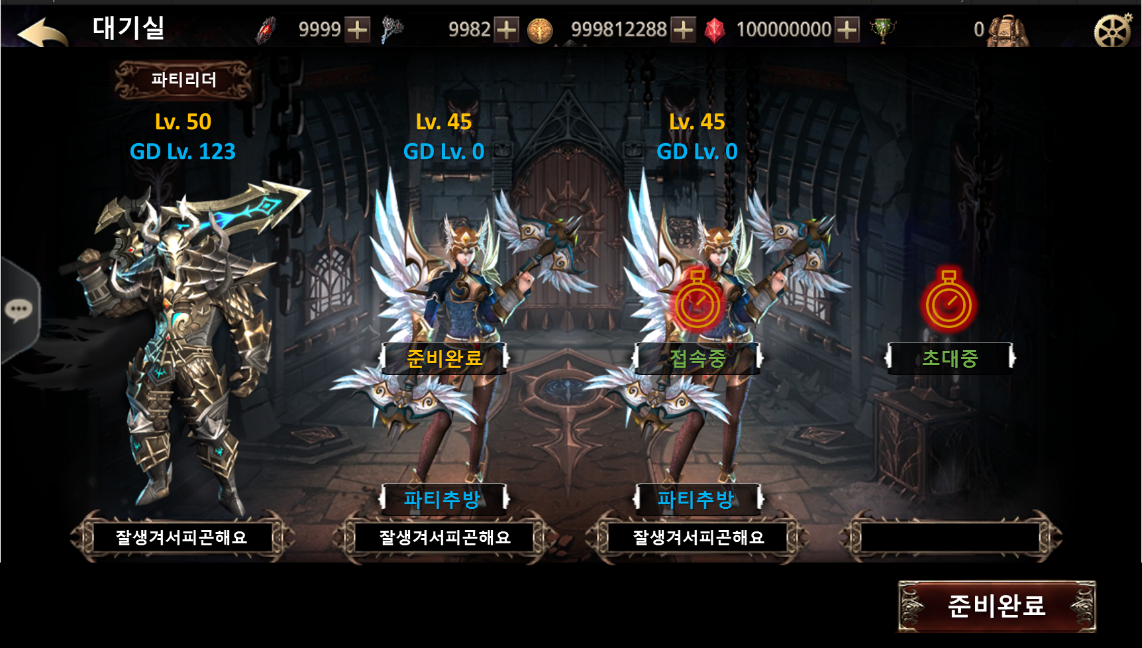 대기실 9999 9982 999812288 100000000 0
파티리더
Lv. 50 Lv. 45 Lv. 45
GD Lv. 123 GD Lv. 0 GD Lv. 0
준비완료 접속중 초대중
파티추방 파티추방
잘생겨서피곤해요 잘생겨서피곤해요 잘생겨서피곤해요
준비완료